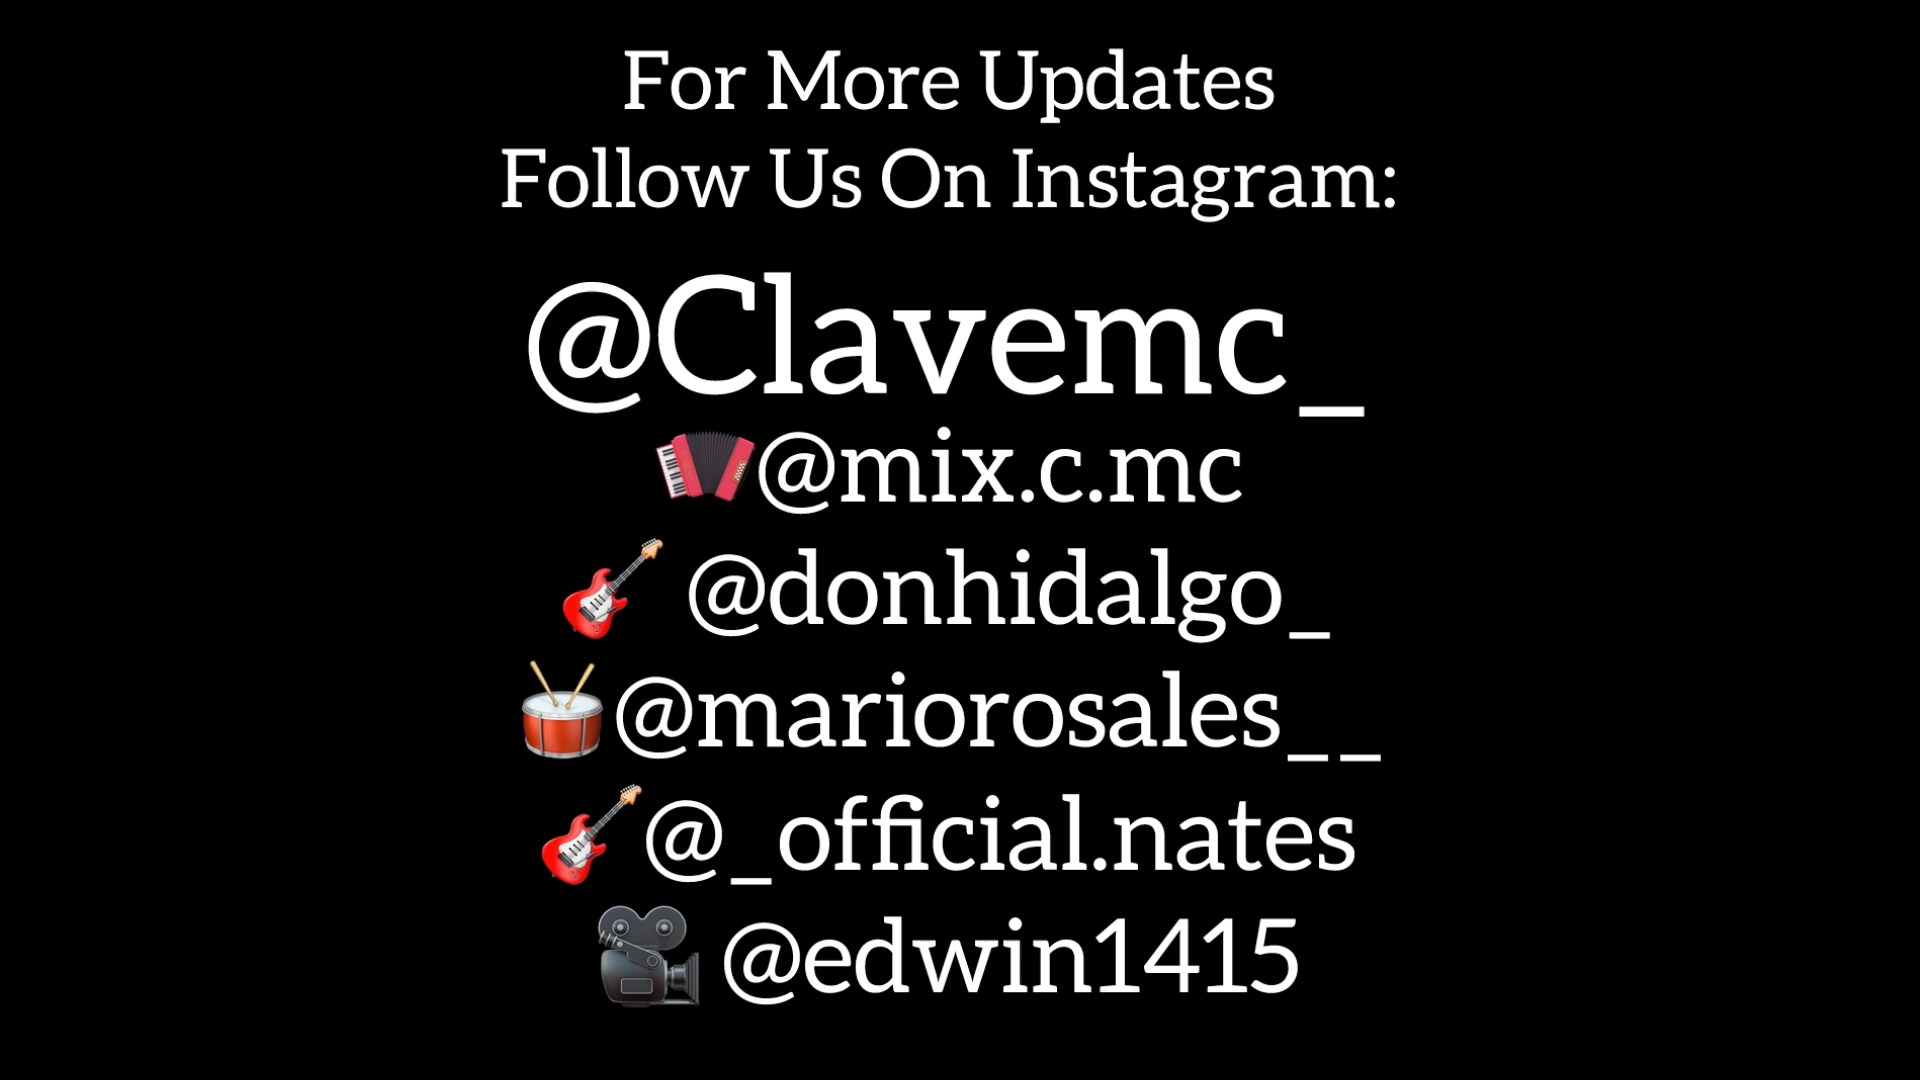 For More Updates
Follow Us On Instagram:
@Clavemc_
🪗@mix.c.mc
🎸 @donhidalgo_
🥁@mariorosales__
🎸@_official.nates
🎥 @edwin1415